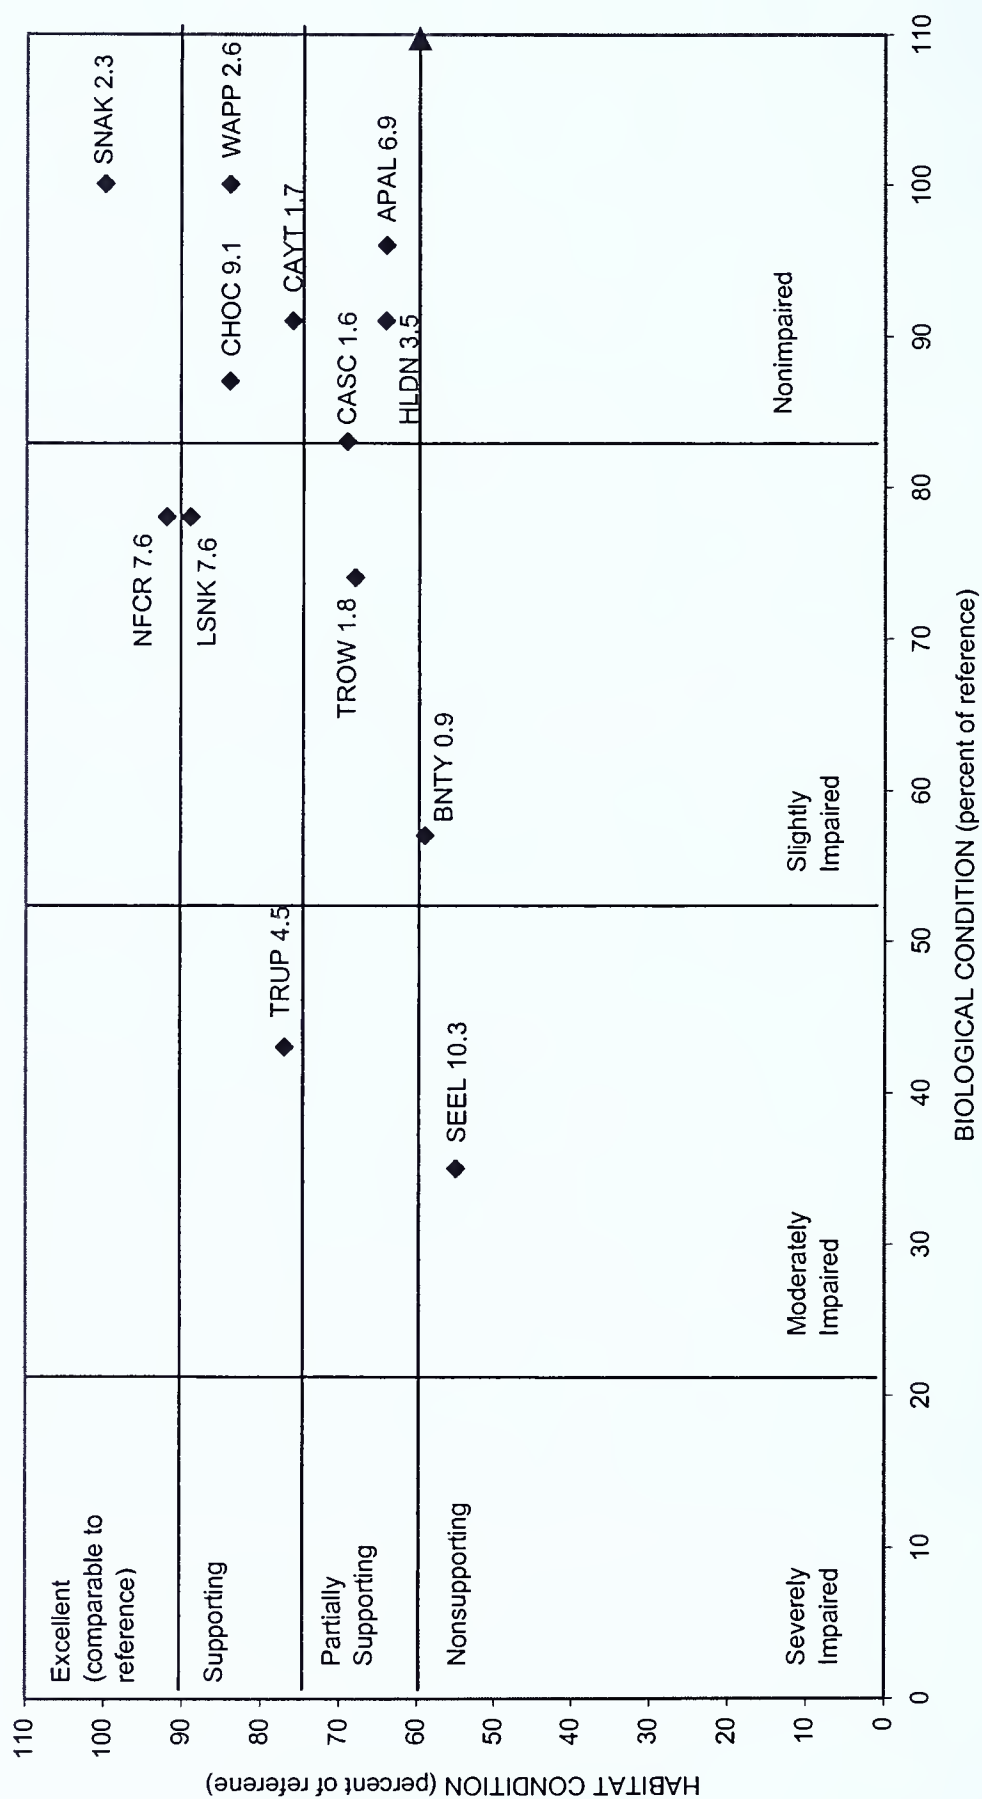 HABITAT CONDITION (percent of referene)
110
100
90
80
70
60
50
40
30
20
10
0
Excellent
(comparable to
reference)
Supporting
Partially
Supporting
Nonsupporting
SNAK 2.3
WAPP 2.6
CHOC 9.1
CAYT 1.7
NFCR 7.6
LSNK 7.6
CASC 1.6
APAL 6.9
HLDN 3.5
TROW 1.8
BNTY 0.9
TRUP 4.5
SEEL 10.3
Severely
Impaired
Moderately
Impaired
Slightly
Impaired
Nonimpaired
0
10
20
30
40
50
60
70
80
90
100
110
BIOLOGICAL CONDITION (percent of reference)